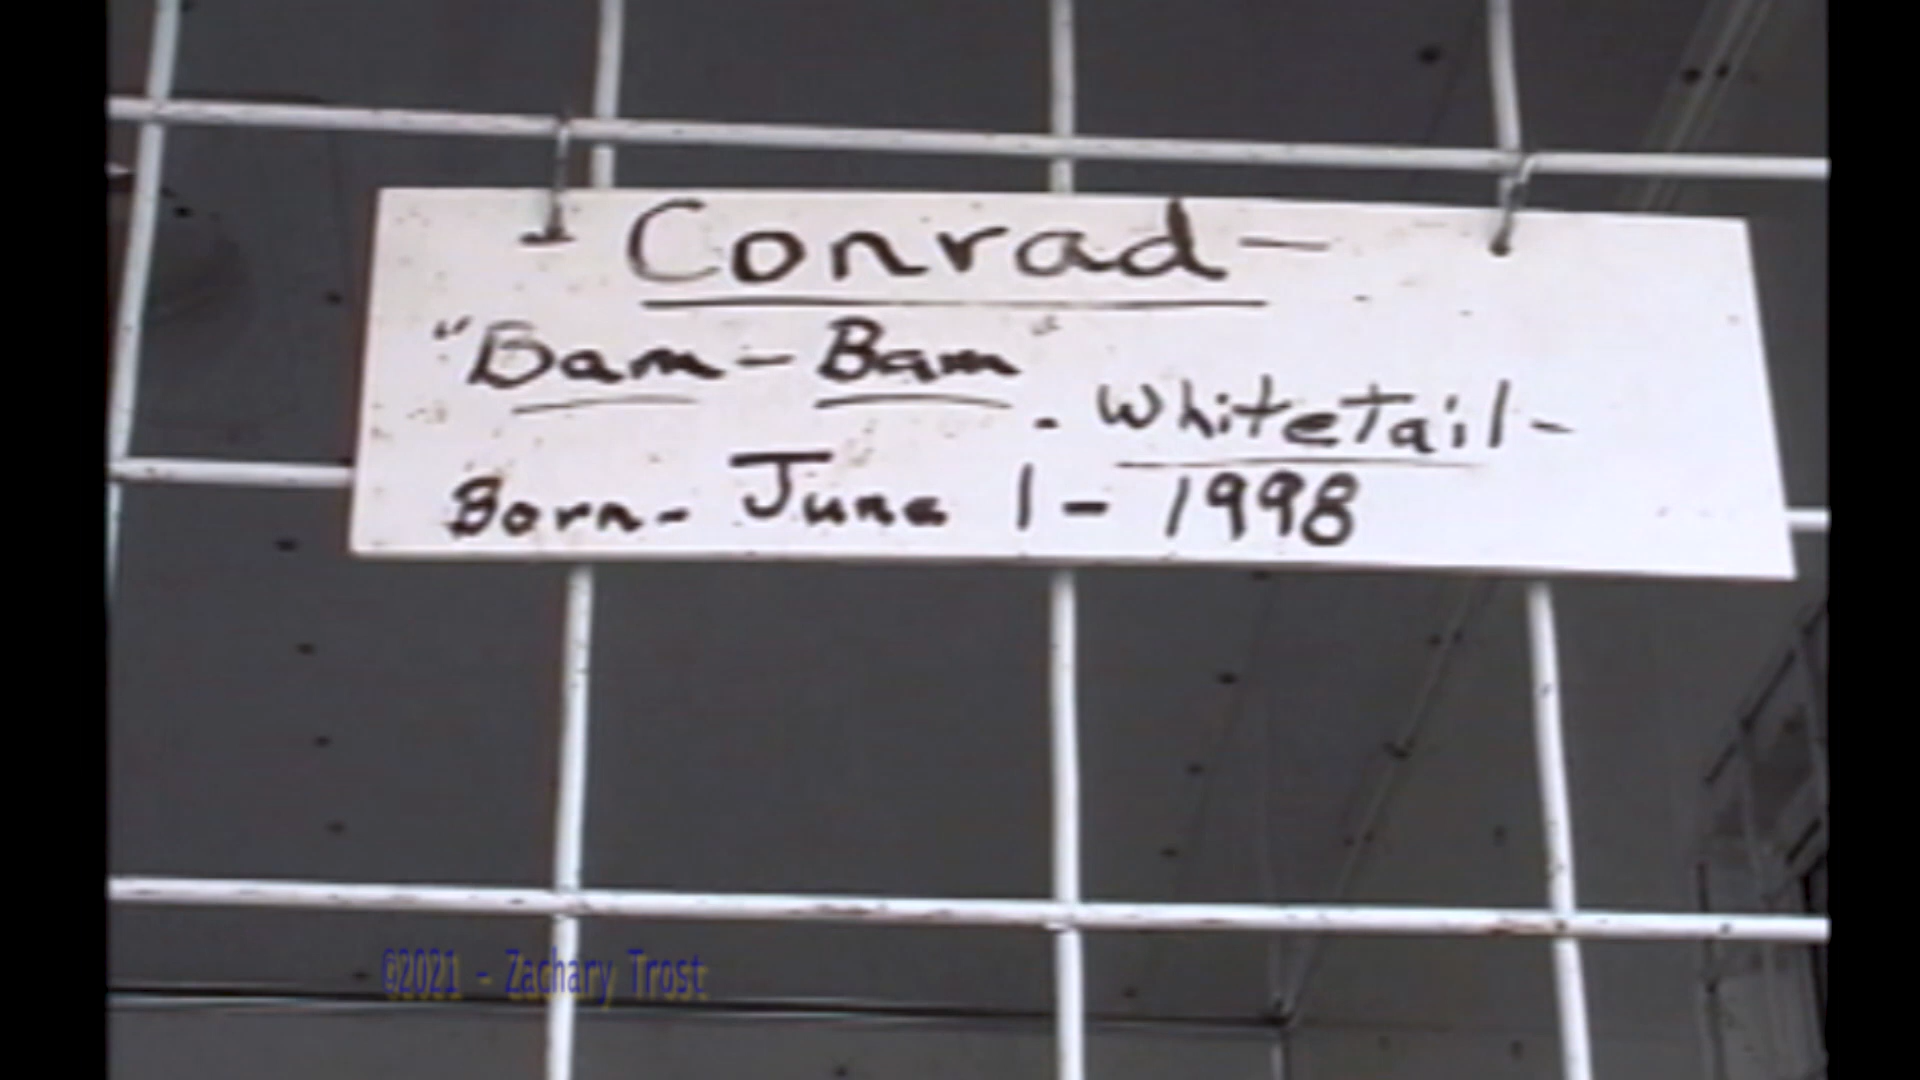 Conrad-
"Bam-Bam"
. Whitetail-
Born- June 1- 1998
©2021 - Zachary Trost